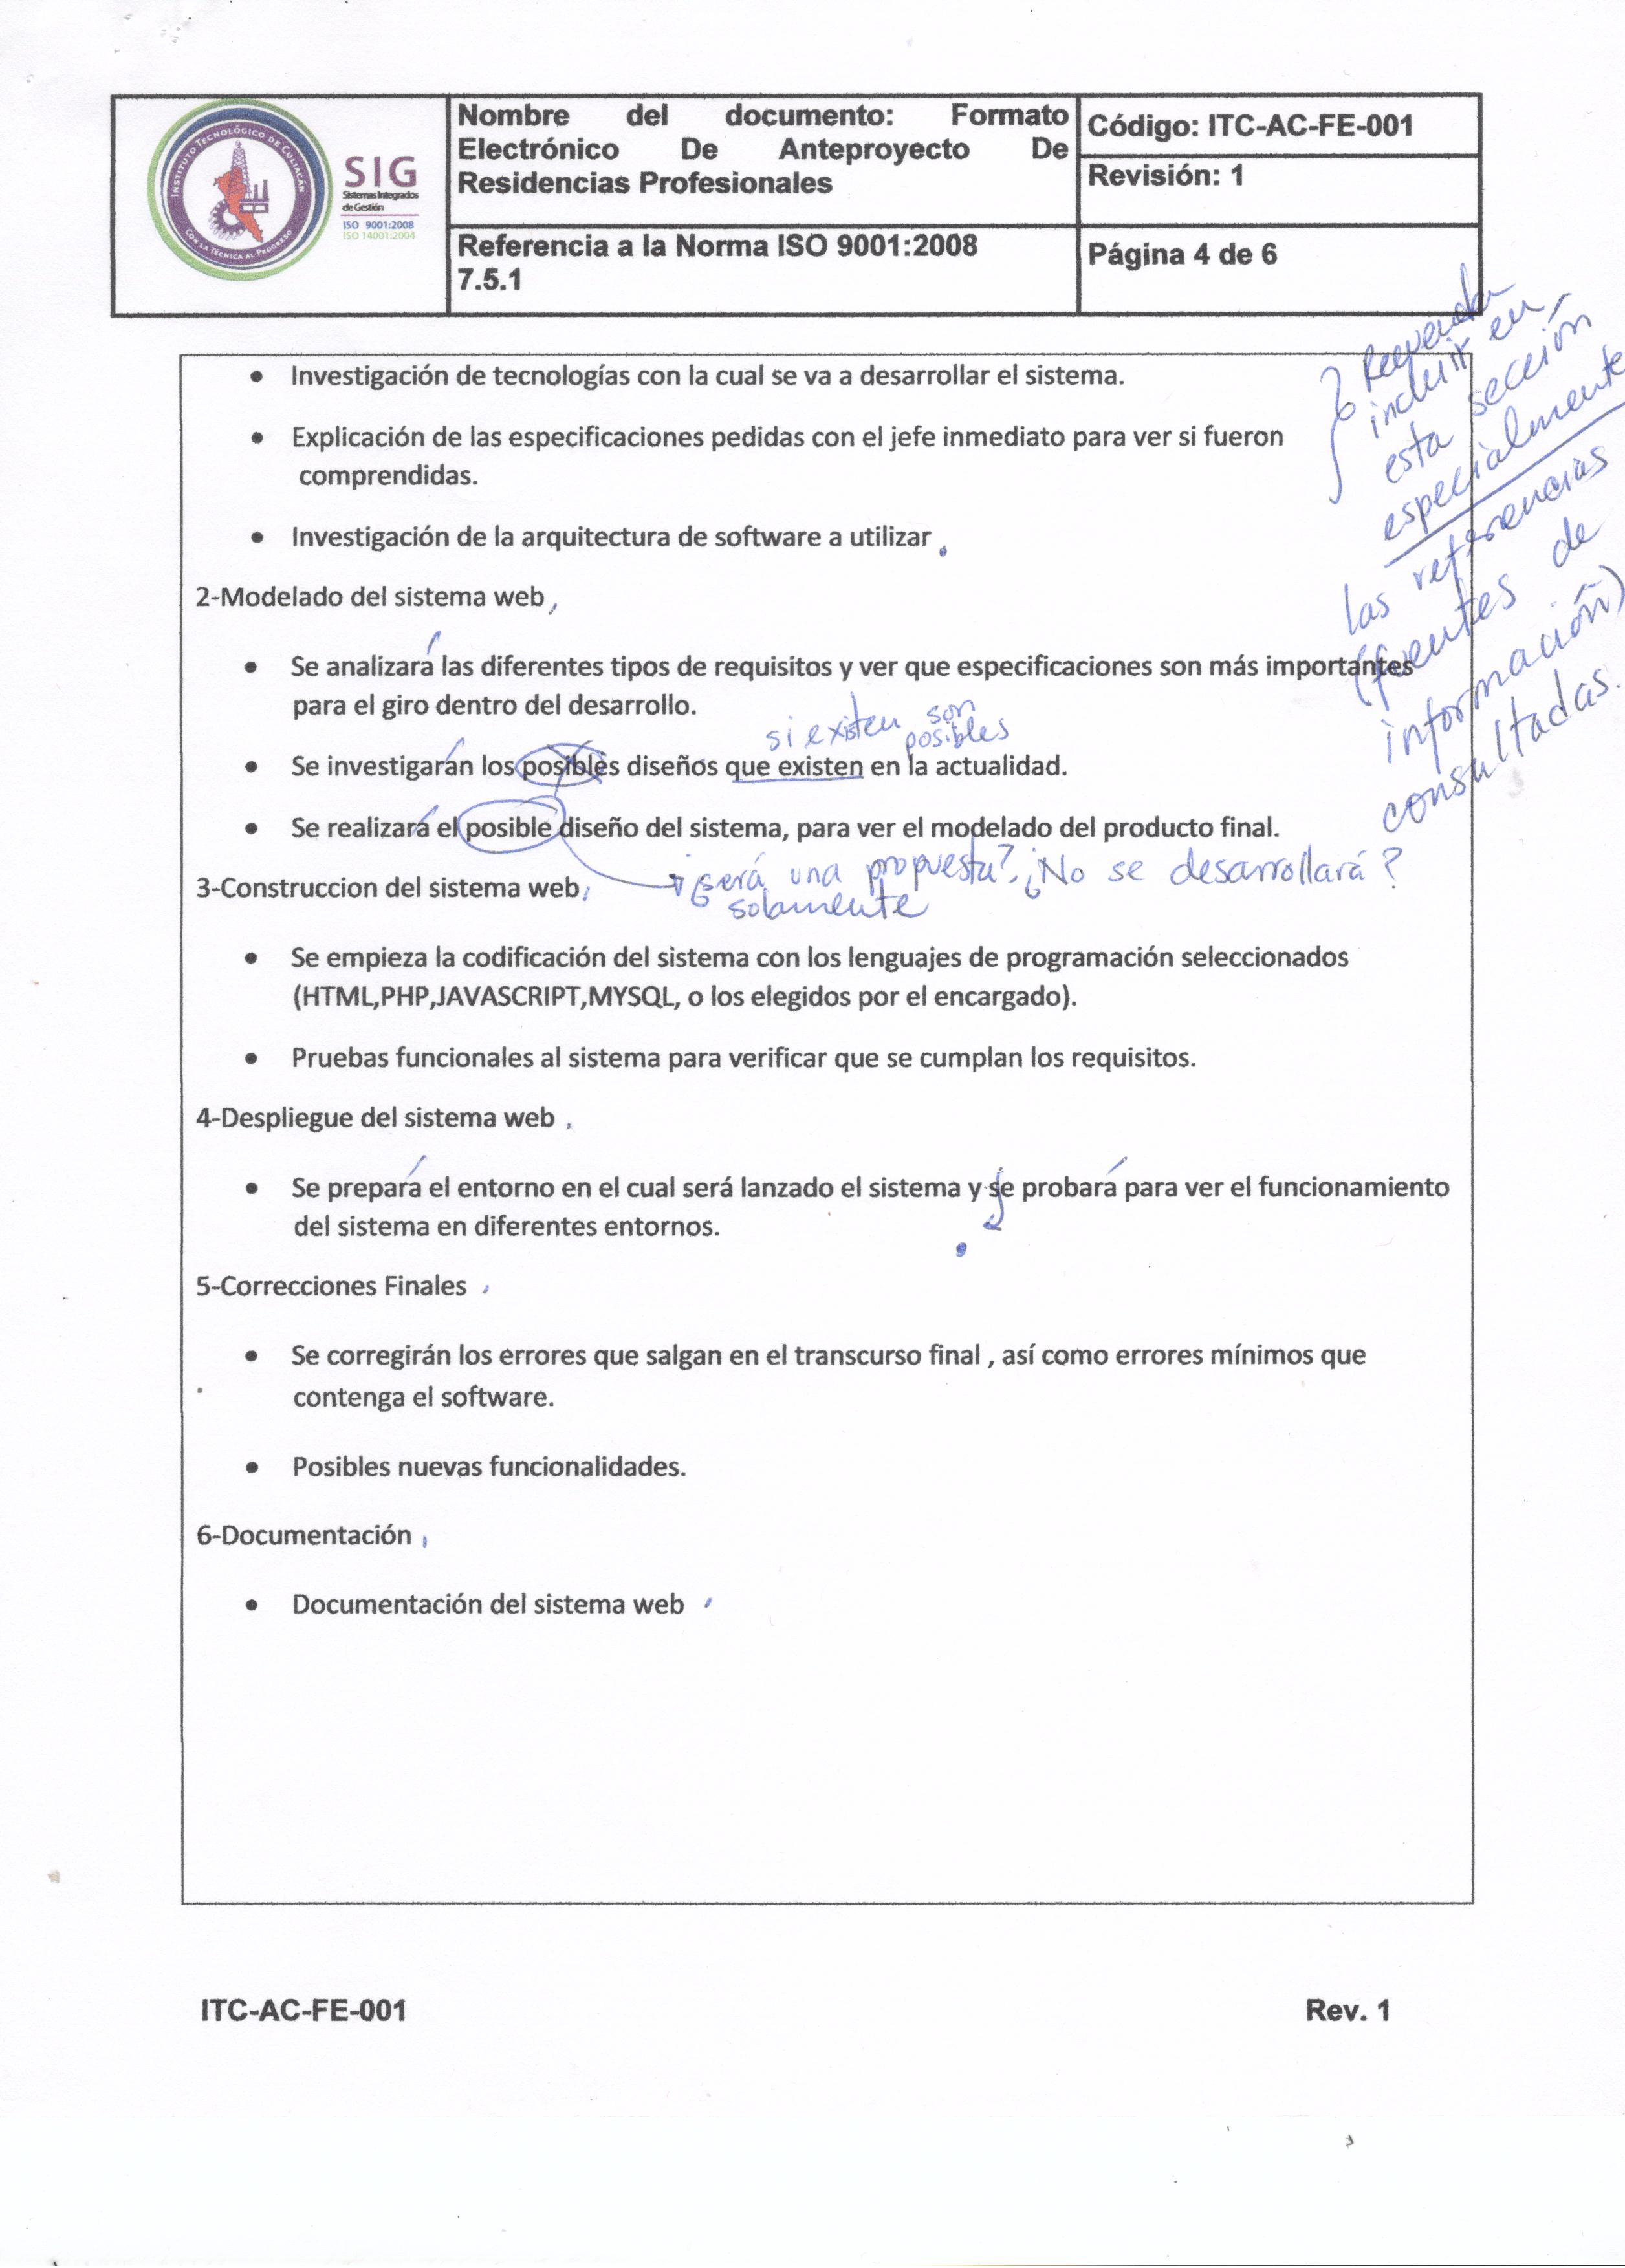 INSTITUTO TECNOLÓGICO DE CULIACÁN
CON LA TÉCNICA AL PROGRESO
SIG
Sistemas Integrados
de Gestión
ISO 9001:2008
ISO 14001:2004
Nombre del documento: Formato
Electrónico De Anteproyecto De
Residencias Profesionales
Código: ITC-AC-FE-001
Revisión: 1
Referencia a la Norma ISO 9001:2008
7.5.1
Página 4 de 6
Recuerda
incluir en
esta sección
especialmente
las referencias
(fuentes de
información)
consultadas.
• Investigación de tecnologías con la cual se va a desarrollar el sistema.
• Explicación de las especificaciones pedidas con el jefe inmediato para ver si fueron
comprendidas.
• Investigación de la arquitectura de software a utilizar.
2-Modelado del sistema web,
• Se analizará las diferentes tipos de requisitos y ver que especificaciones son más importantes
para el giro dentro del desarrollo.
si existen son
posibles
• Se investigarán los posibles diseños que existen en la actualidad.
• Se realizará el posible diseño del sistema, para ver el modelado del producto final.
¿será una propuesta? ¿No se desarrollará?
solamente
3-Construccion del sistema web,
• Se empieza la codificación del sistema con los lenguajes de programación seleccionados
(HTML,PHP,JAVASCRIPT,MYSQL, o los elegidos por el encargado).
• Pruebas funcionales al sistema para verificar que se cumplan los requisitos.
4-Despliegue del sistema web ,
• Se prepará el entorno en el cual será lanzado el sistema y se probará para ver el funcionamiento
del sistema en diferentes entornos.
5-Correcciones Finales ,
• Se corregirán los errores que salgan en el transcurso final , así como errores mínimos que
contenga el software.
• Posibles nuevas funcionalidades.
6-Documentación ,
• Documentación del sistema web ,
ITC-AC-FE-001
Rev. 1